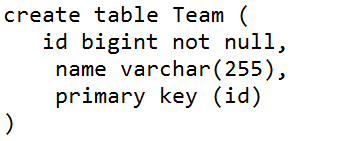 create table Team (
   id bigint not null,
    name varchar(255),
    primary key (id)
)